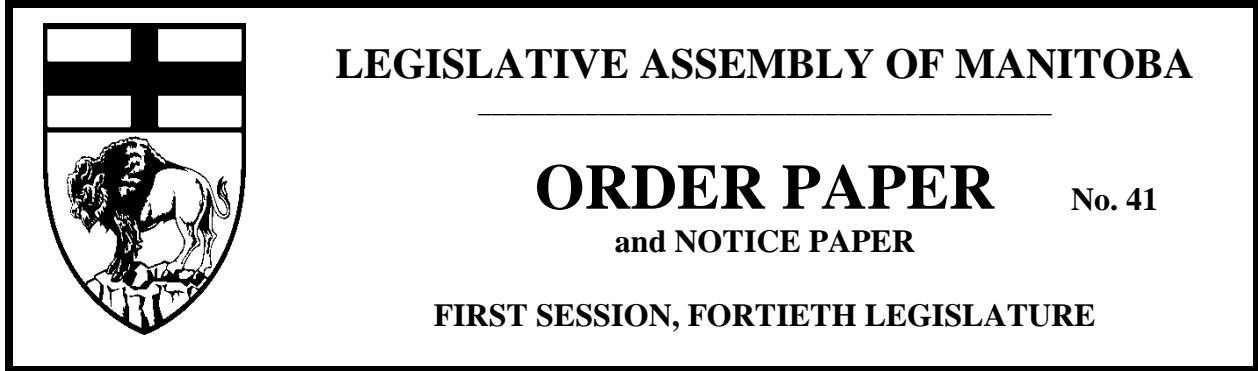 LEGISLATIVE ASSEMBLY OF MANITOBA
ORDER PAPER No. 41
and NOTICE PAPER
FIRST SESSION, FORTIETH LEGISLATURE